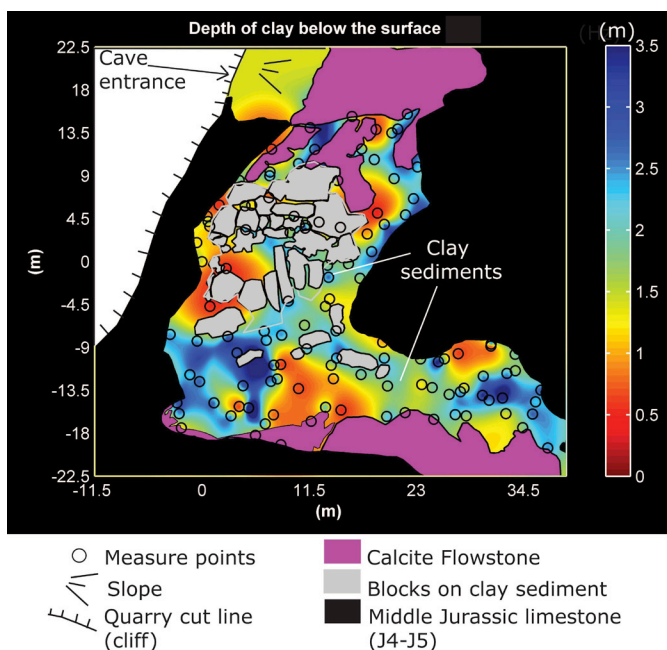 Depth of clay below the surface
(m)
Cave
entrance
22.5
18
13.5
9
4.5
0
-4.5
-9
-13.5
-18
-22.5
(m)
-11.5
0
11.5
23
34.5
(m)
3.5
3
2.5
2
1.5
1
0.5
0
Clay
sediments
Measure points
Slope
Quarry cut line
(cliff)
Calcite Flowstone
Blocks on clay sediment
Middle Jurassic limestone
(J4-J5)